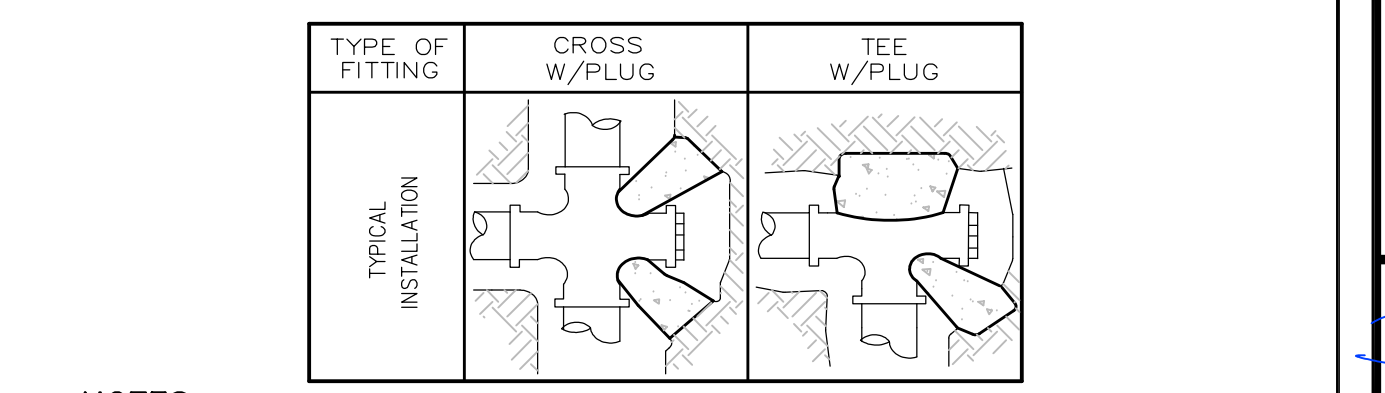 TYPE OF
FITTING
CROSS
W/PLUG
TEE
W/PLUG
TYPICAL
INSTALLATION